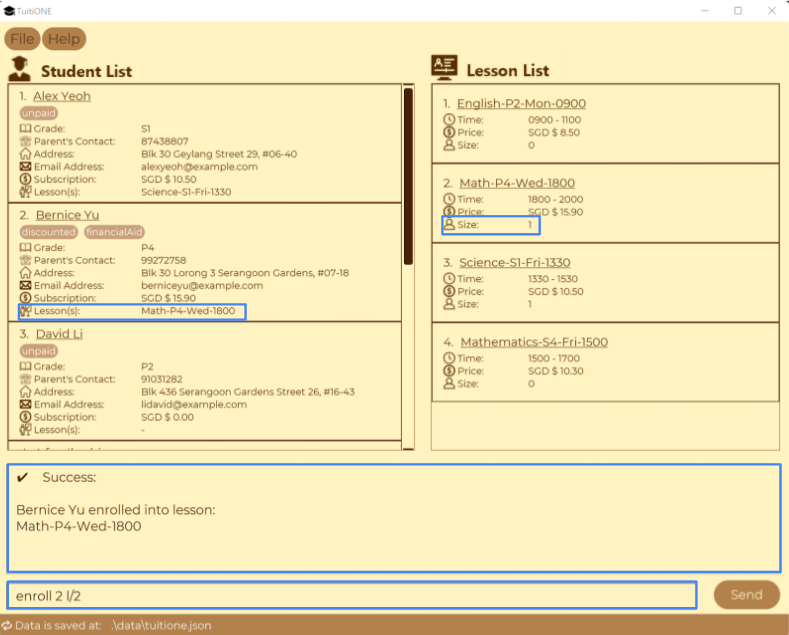 TuitiONE
File Help
Student List
1. Alex Yeoh
unpaid
Grade: S1
Parent's Contact: 87438807
Address: Blk 30 Geylang Street 29, #06-40
Email Address: alexyeoh@example.com
Subscription: SGD $ 10.50
Lesson(s): Science-S1-Fri-1330
2. Bernice Yu
discounted financialAid
Grade: P4
Parent's Contact: 99272758
Address: Blk 30 Lorong 3 Serangoon Gardens, #07-18
Email Address: berniceyu@example.com
Subscription: SGD $ 15.90
Lesson(s): Math-P4-Wed-1800
3. David Li
unpaid
Grade: P2
Parent's Contact: 91031282
Address: Blk 436 Serangoon Gardens Street 26, #16-43
Email Address: lidavid@example.com
Subscription: SGD $ 0.00
Lesson(s): -
Lesson List
1. English-P2-Mon-0900
Time: 0900 - 1100
Price: SGD $ 8.50
Size: 0
2. Math-P4-Wed-1800
Time: 1800 - 2000
Price: SGD $ 15.90
Size: 1
3. Science-S1-Fri-1330
Time: 1330 - 1530
Price: SGD $ 10.50
Size: 1
4. Mathematics-S4-Fri-1500
Time: 1500 - 1700
Price: SGD $ 10.30
Size: 0
✔ Success:
Bernice Yu enrolled into lesson:
Math-P4-Wed-1800
enroll 2 l/2
Send
Data is saved at: .\data\tuitione.json